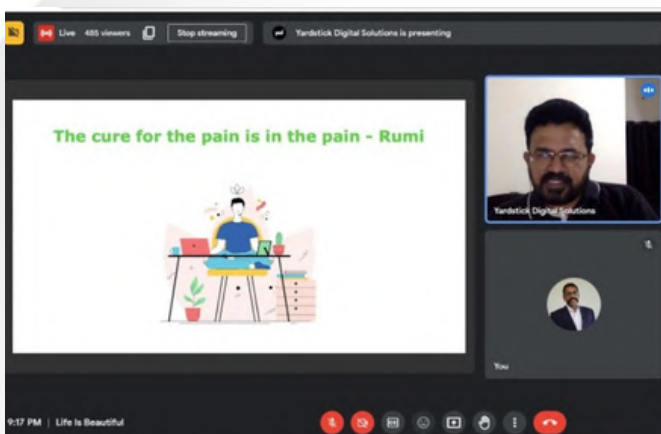 Live 485 viewers Stop streaming Yardstick Digital Solutions is presenting
The cure for the pain is in the pain - Rumi
Yardstick Digital Solutions
You
9:17 PM | Life Is Beautiful